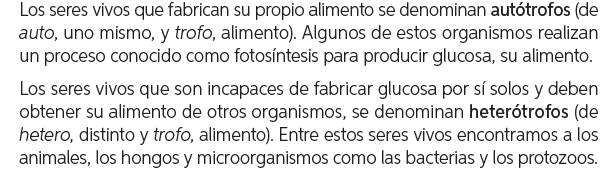 Los seres vivos que fabrican su propio alimento se denominan autótrofos (de
auto, uno mismo, y trofo, alimento). Algunos de estos organismos realizan
un proceso conocido como fotosíntesis para producir glucosa, su alimento.
Los seres vivos que son incapaces de fabricar glucosa por sí solos y deben
obtener su alimento de otros organismos, se denominan heterótrofos (de
hetero, distinto y trofo, alimento). Entre estos seres vivos encontramos a los
animales, los hongos y microorganismos como las bacterias y los protozoos.